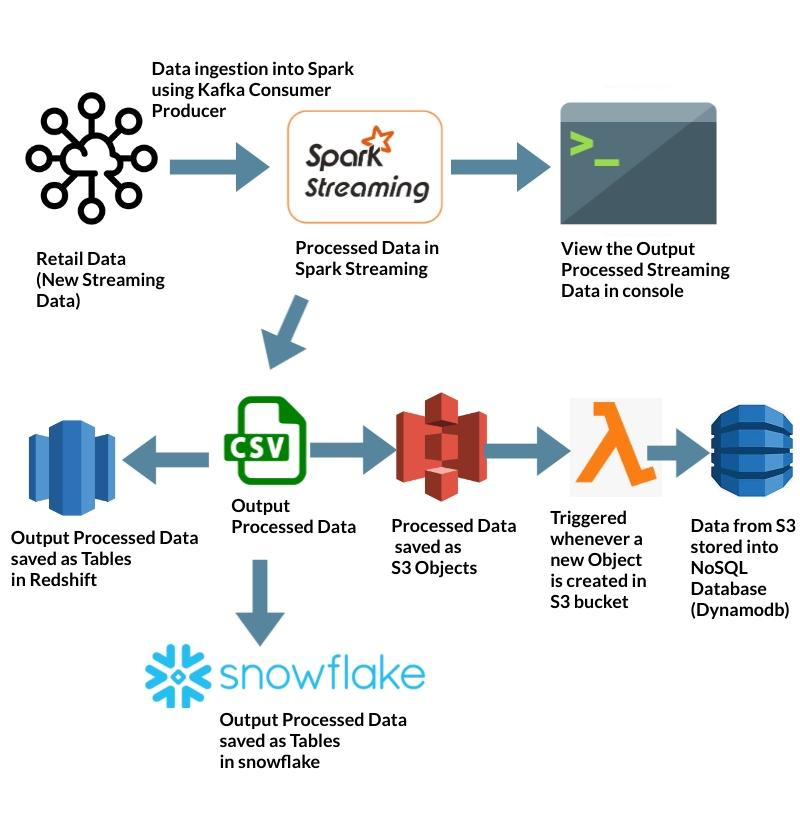 Data ingestion into Spark
using Kafka Consumer
Producer
Spark
Streaming
>_
Retail Data
(New Streaming
Data)
Processed Data in
Spark Streaming
View the Output
Processed Streaming
Data in console
CSV
λ
Output Processed Data
saved as Tables
in Redshift
Output
Processed Data
Processed Data
saved as
S3 Objects
Triggered
whenever a
new Object
is created in
S3 bucket
Data from S3
stored into
NoSQL
Database
(Dynamodb)
snowflake
Output Processed Data
saved as Tables
in snowflake